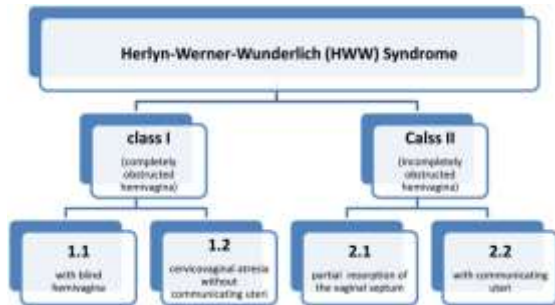 Herlyn-Werner-Wunderlich (HWW) Syndrome
class I
(completely
obstructed
hemivagina)
Calss II
(Incompletely
obstructed
hemivagina)
1.1
with blind
hemivagina
1.2
cervicovaginal atresia
without
communicating uteri
2.1
partial resorption of
the vaginal septum
2.2
with communicating
uteri